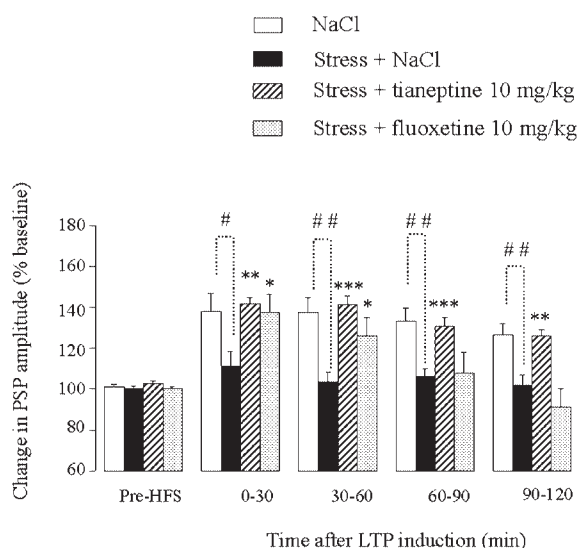 NaCl
Stress + NaCl
Stress + tianeptine 10 mg/kg
Stress + fluoxetine 10 mg/kg
Change in PSP amplitude (% baseline)
180
160
140
120
100
80
60
#
# #
# #
# #
** *
*** *
***
**
Pre-HFS 0-30 30-60 60-90 90-120
Time after LTP induction (min)